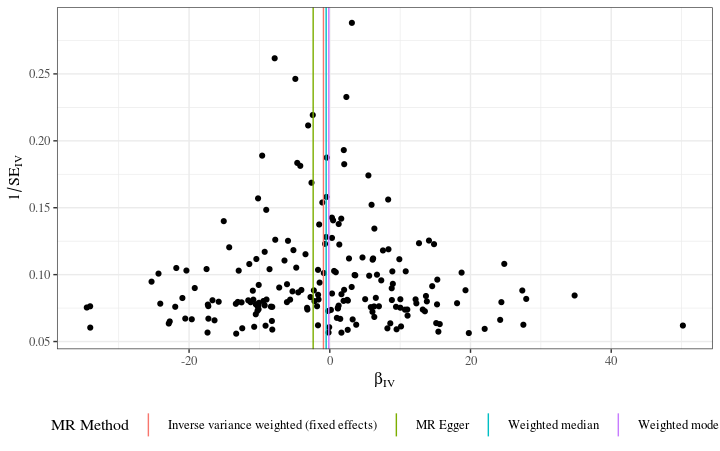 0.25
0.20
0.15
0.10
0.05
1/SE_IV
-20 0 20 40
β_IV
MR Method Inverse variance weighted (fixed effects) MR Egger Weighted median Weighted mode